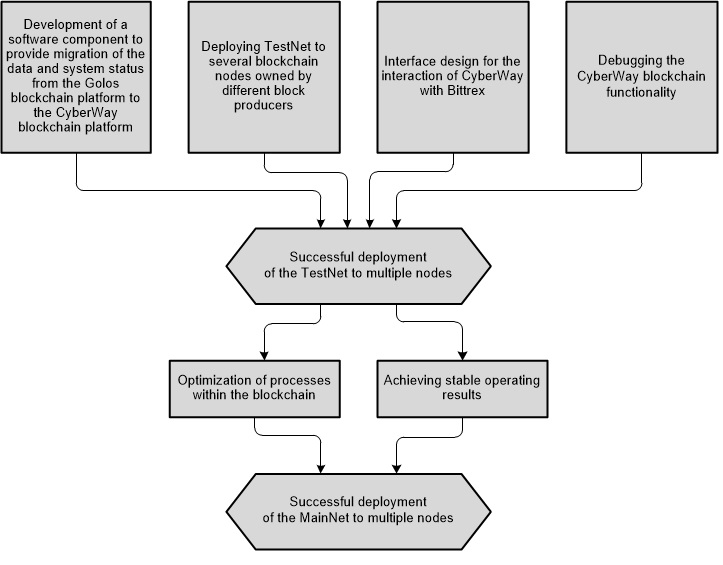 Development of a
software component to
provide migration of the
data and system status
from the Golos
blockchain platform to
the CyberWay
blockchain platform
Deploying TestNet to
several blockchain
nodes owned by
different block
producers
Interface design for the
interaction of CyberWay
with Bittrex
Debugging the
CyberWay blockchain
functionality
Successful deployment
of the TestNet to multiple nodes
Optimization of processes
within the blockchain
Achieving stable operating
results
Successful deployment
of the MainNet to multiple nodes